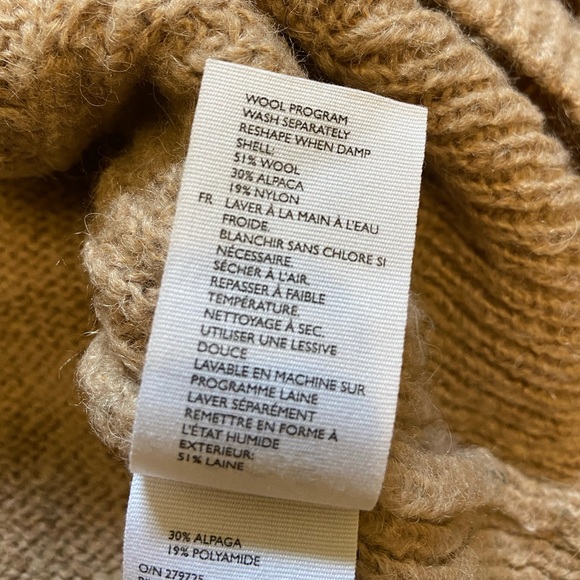 WOOL PROGRAM
WASH SEPARATELY
RESHAPE WHEN DAMP
SHELL:
51% WOOL
30% ALPACA
19% NYLON
FR LAVER À LA MAIN À L'EAU
FROIDE.
BLANCHIR SANS CHLORE SI
NÉCESSAIRE.
SÉCHER À L'AIR.
REPASSER À FAIBLE
TEMPÉRATURE.
NETTOYAGE À SEC.
UTILISER UNE LESSIVE
DOUCE
LAVABLE EN MACHINE SUR
PROGRAMME LAINE
LAVER SÉPARÉMENT
REMETTRE EN FORME À
L'ÉTAT HUMIDE
EXTERIEUR:
51% LAINE
30% ALPAGA
19% POLYAMIDE
O/N 279725